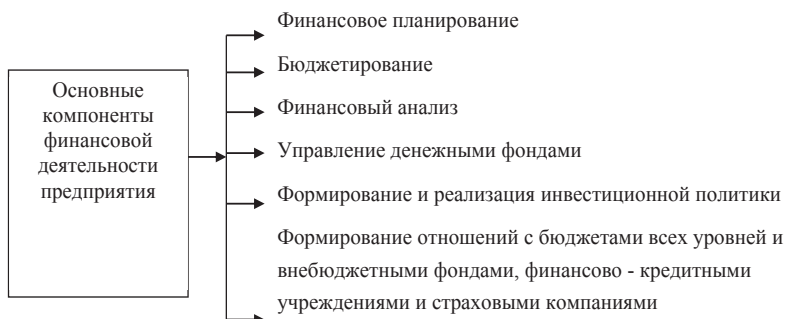 Основные
компоненты
финансовой
деятельности
предприятия
Финансовое планирование
Бюджетирование
Финансовый анализ
Управление денежными фондами
Формирование и реализация инвестиционной политики
Формирование отношений с бюджетами всех уровней и
внебюджетными фондами, финансово - кредитными
учреждениями и страховыми компаниями